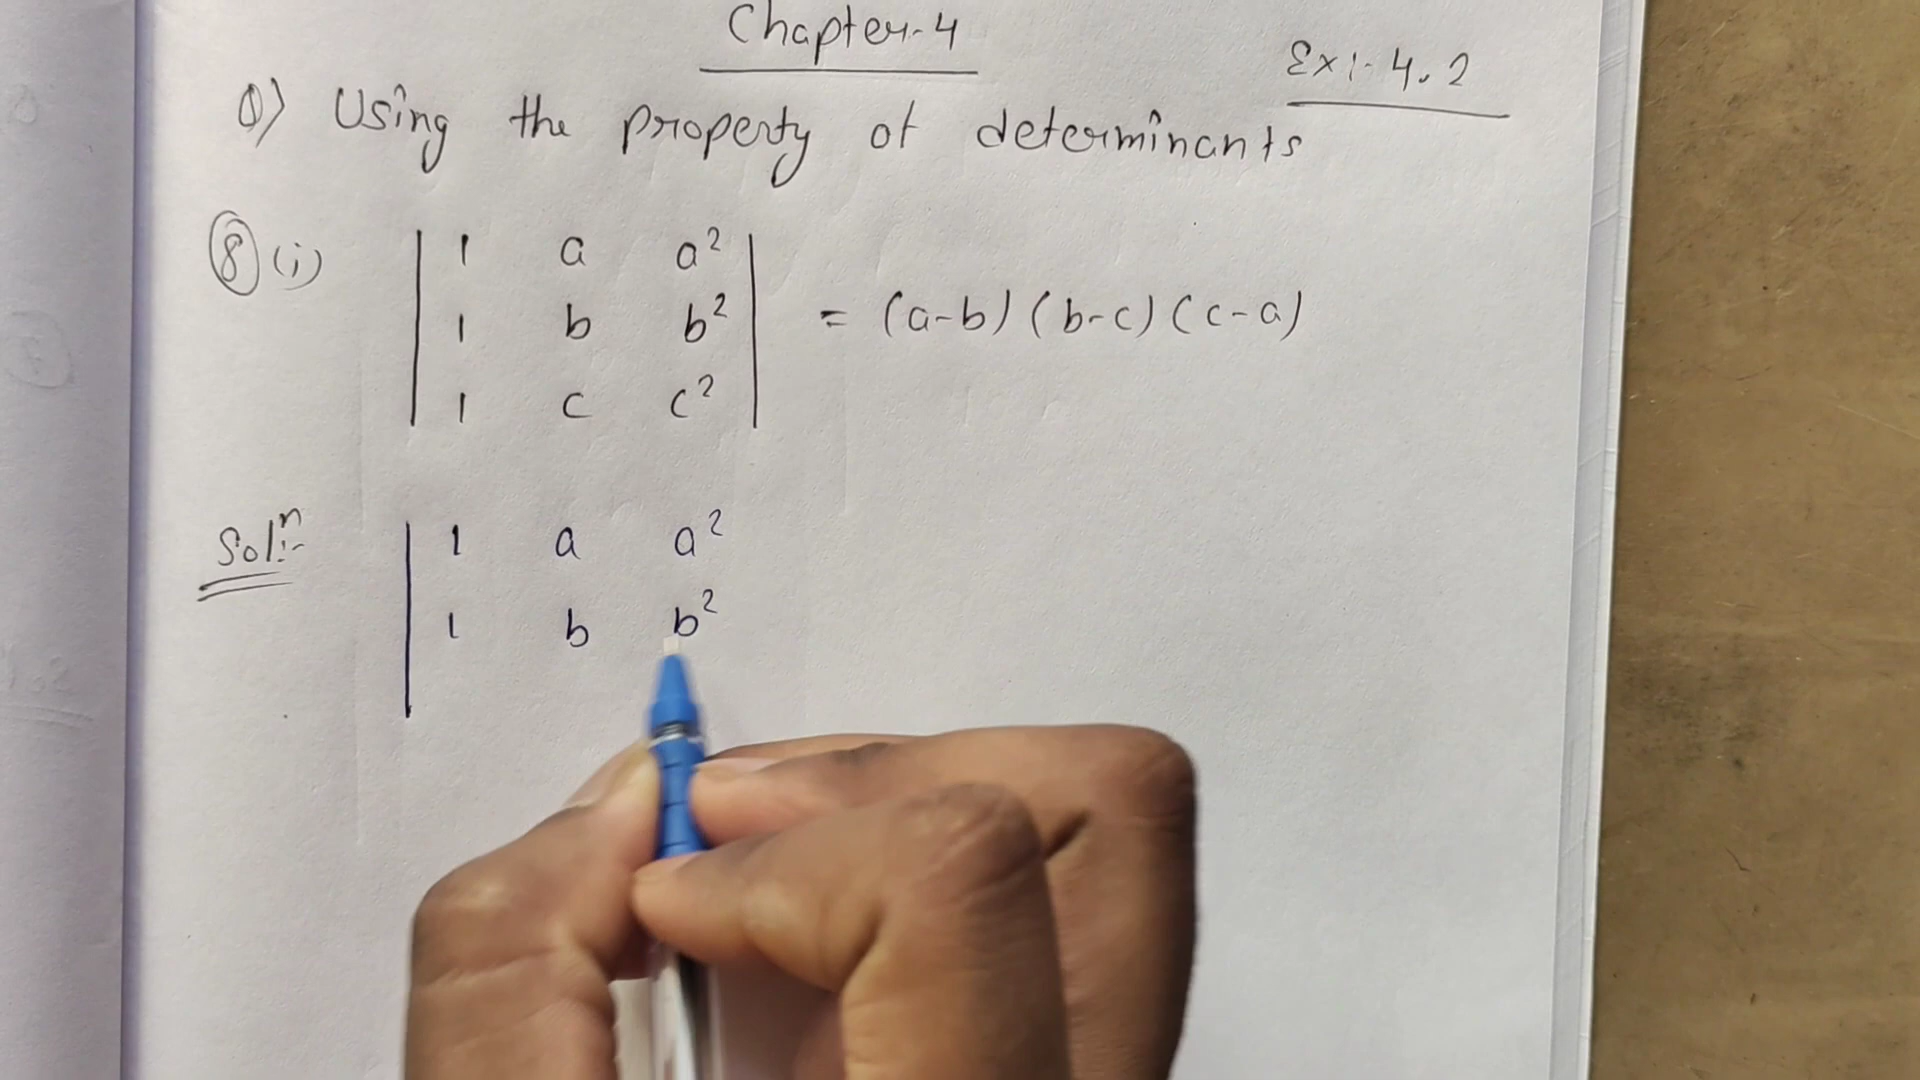 Chapter-4
Ex:- 4.2
Q) Using the property of determinants
8 (i) | 1 a a² |
| 1 b b² | = (a-b) (b-c) (c-a)
| 1 c c² |
Solⁿ:- | 1 a a²
| 1 b b²